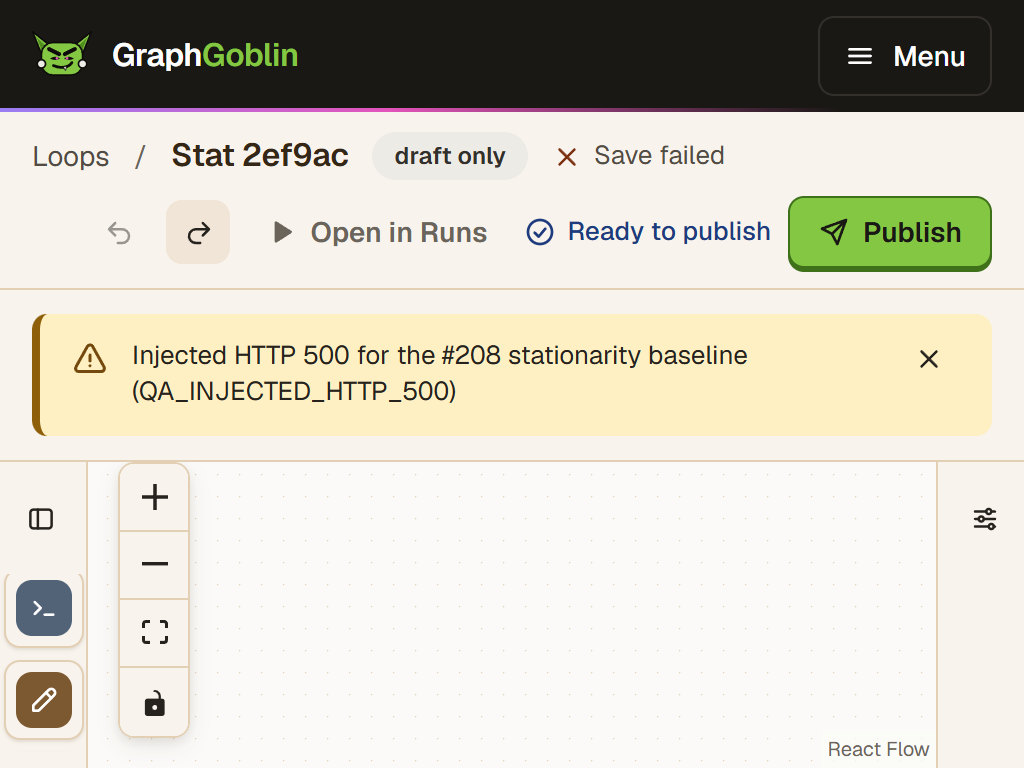 GraphGoblin
Menu
Loops / Stat 2ef9ac draft only Save failed
Open in Runs Ready to publish Publish
Injected HTTP 500 for the #208 stationarity baseline
(QA_INJECTED_HTTP_500)
React Flow